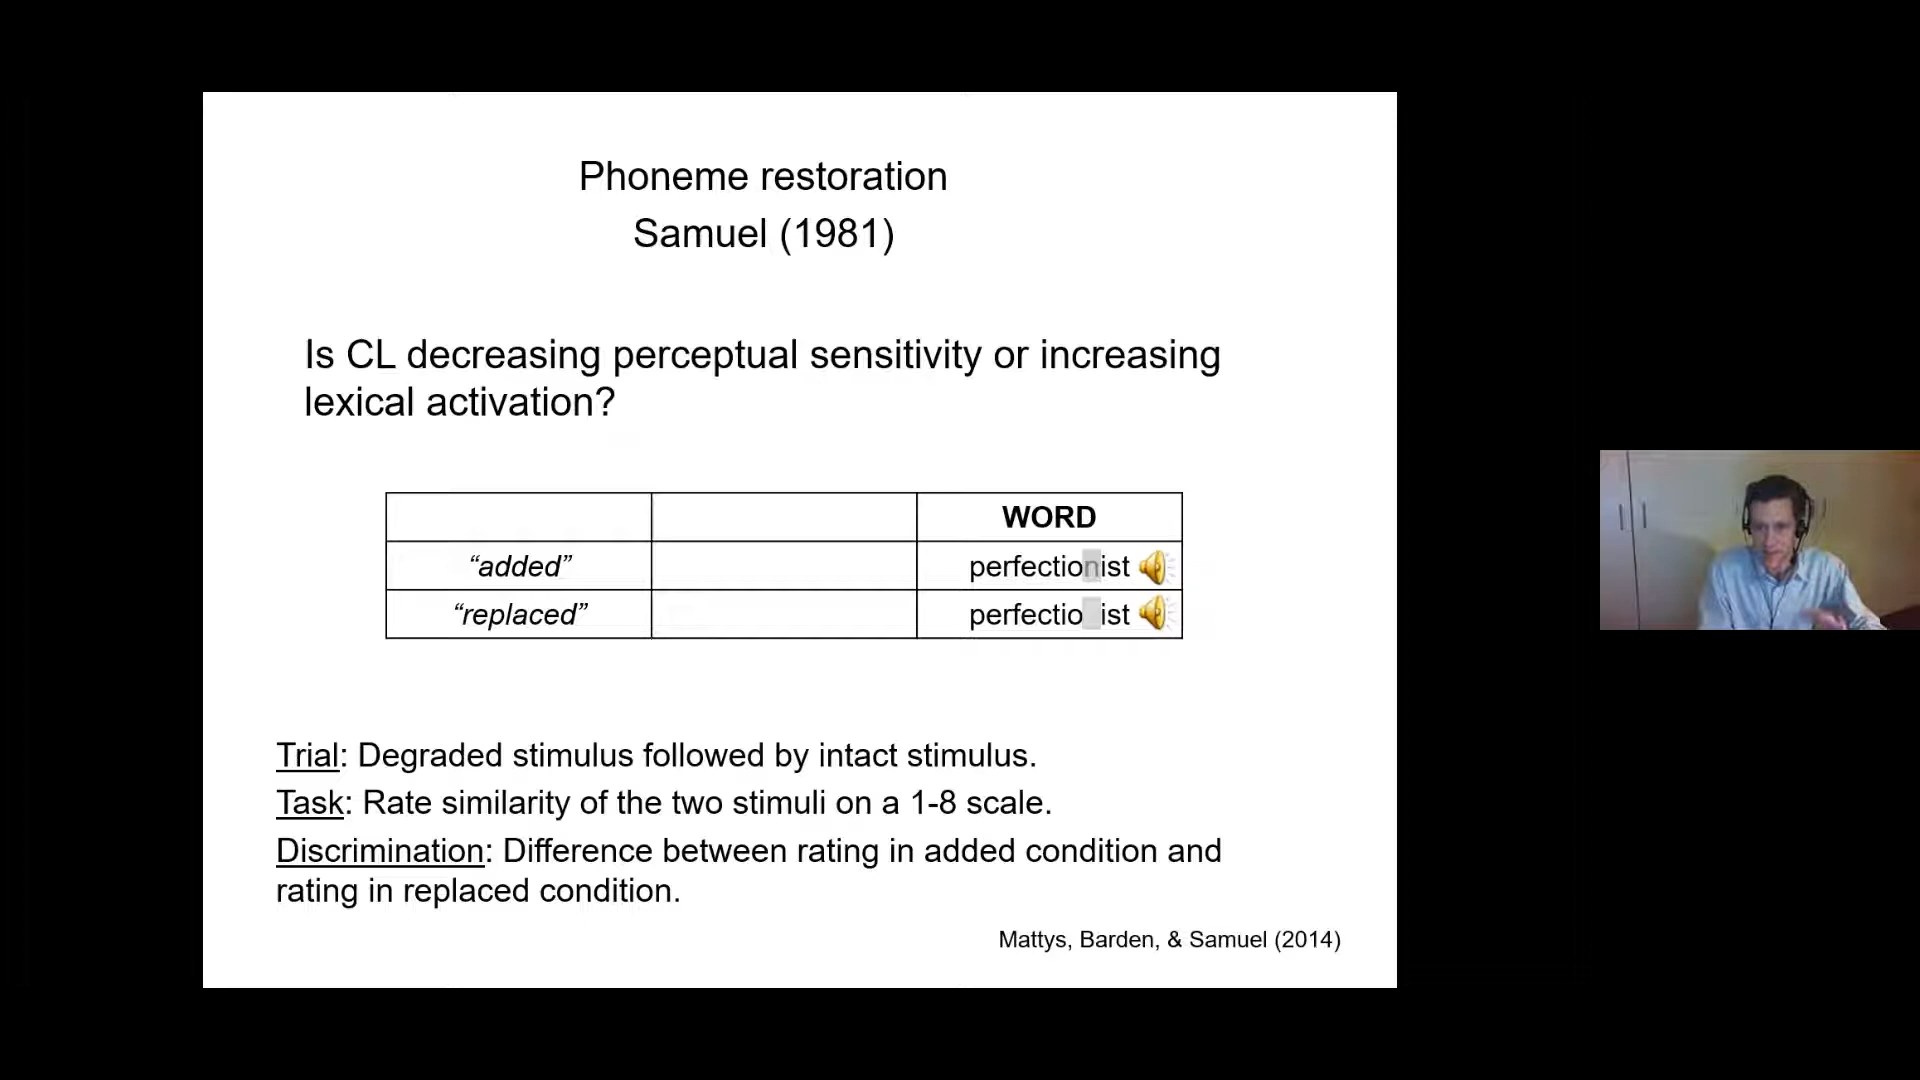 Phoneme restoration
Samuel (1981)
Is CL decreasing perceptual sensitivity or increasing
lexical activation?
WORD
“added”
perfectionist
“replaced”
perfectio ist
Trial: Degraded stimulus followed by intact stimulus.
Task: Rate similarity of the two stimuli on a 1-8 scale.
Discrimination: Difference between rating in added condition and
rating in replaced condition.
Mattys, Barden, & Samuel (2014)